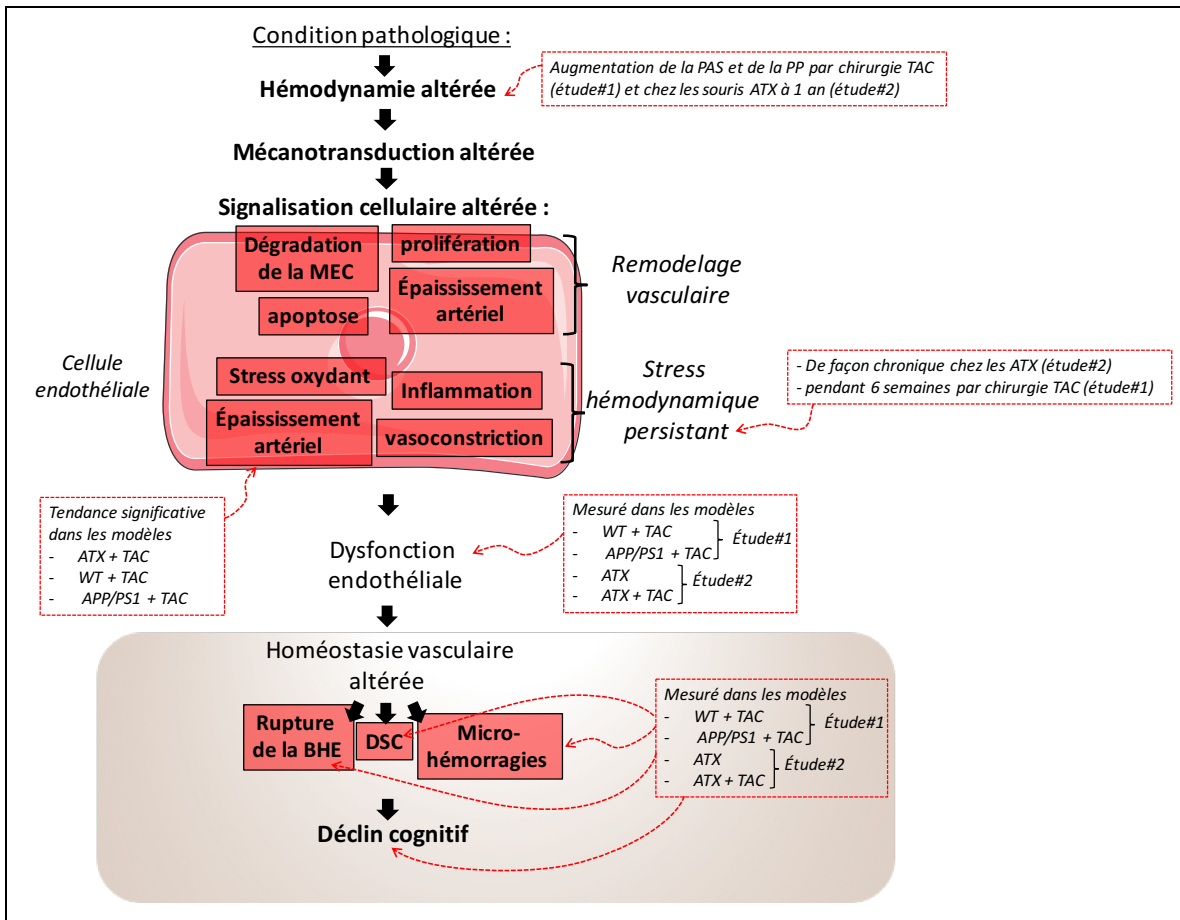 Condition pathologique :
Augmentation de la PAS et de la PP par chirurgie TAC
(étude#1) et chez les souris ATX à 1 an (étude#2)
Hémodynamie altérée
Mécanotransduction altérée
Signalisation cellulaire altérée :
Dégradation
de la MEC
prolifération
Épaississement
artériel
apoptose
Remodelage
vasculaire
Cellule
endothéliale
Stress oxydant
Inflammation
Épaississement
artériel
vasoconstriction
Stress
hémodynamique
persistant
- De façon chronique chez les ATX (étude#2)
- pendant 6 semaines par chirurgie TAC (étude#1)
Tendance significative
dans les modèles
- ATX + TAC
- WT + TAC
- APP/PS1 + TAC
Dysfonction
endothéliale
Mesuré dans les modèles
- WT + TAC
- APP/PS1 + TAC
Étude#1
- ATX
- ATX + TAC
Étude#2
Homéostasie vasculaire
altérée
Rupture
de la BHE
DSC
Micro-
hémorragies
Mesuré dans les modèles
- WT + TAC
- APP/PS1 + TAC
Étude#1
- ATX
- ATX + TAC
Étude#2
Déclin cognitif